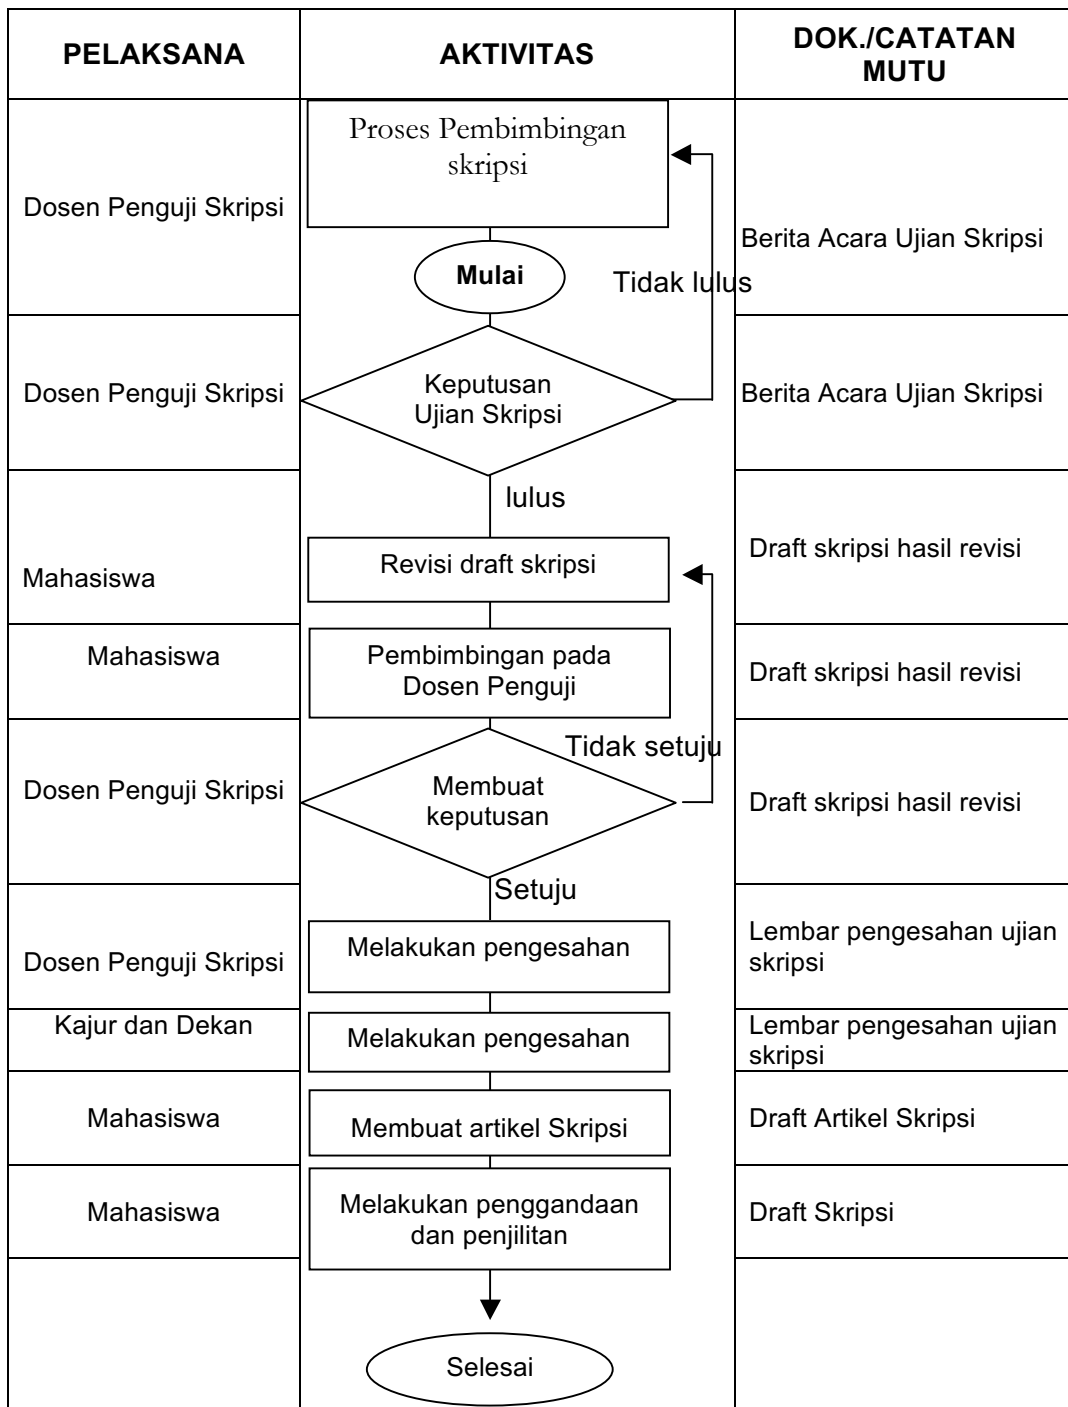 PELAKSANA
AKTIVITAS
DOK./CATATAN
MUTU
Dosen Penguji Skripsi
Proses Pembimbingan
skripsi
Mulai
Tidak lulus
Berita Acara Ujian Skripsi
Dosen Penguji Skripsi
Keputusan
Ujian Skripsi
Berita Acara Ujian Skripsi
lulus
Mahasiswa
Revisi draft skripsi
Draft skripsi hasil revisi
Mahasiswa
Pembimbingan pada
Dosen Penguji
Draft skripsi hasil revisi
Tidak setuju
Dosen Penguji Skripsi
Membuat
keputusan
Draft skripsi hasil revisi
Setuju
Dosen Penguji Skripsi
Melakukan pengesahan
Lembar pengesahan ujian
skripsi
Kajur dan Dekan
Melakukan pengesahan
Lembar pengesahan ujian
skripsi
Mahasiswa
Membuat artikel Skripsi
Draft Artikel Skripsi
Mahasiswa
Melakukan penggandaan
dan penjilitan
Draft Skripsi
Selesai